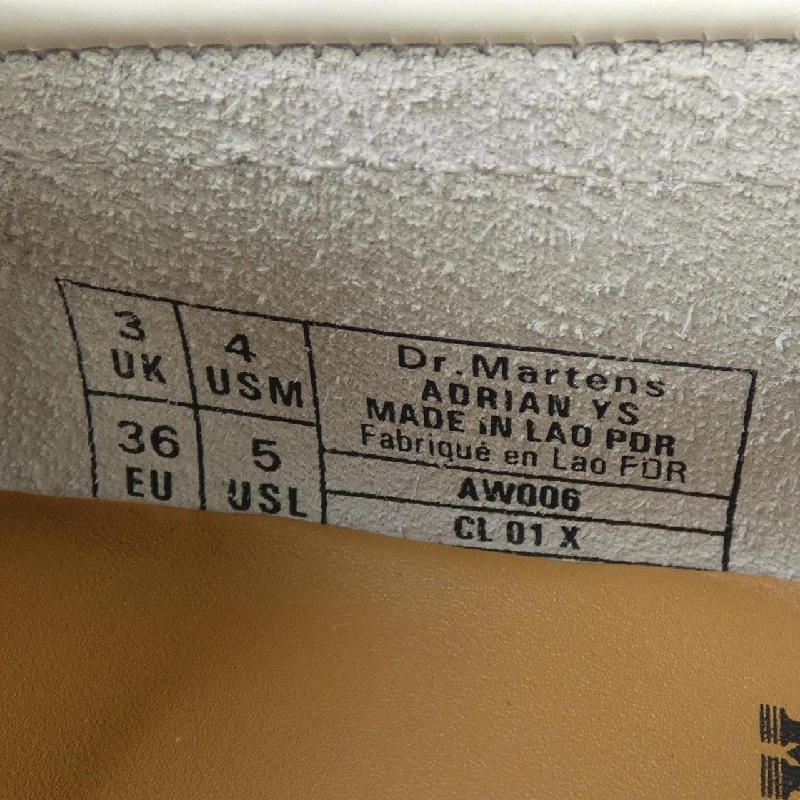 3
UK
4
USM
36
EU
5
USL
Dr.Martens
ADRIAN YS
MADE IN LAO PDR
Fabriqué en Lao PDR
AW006
CL 01 X